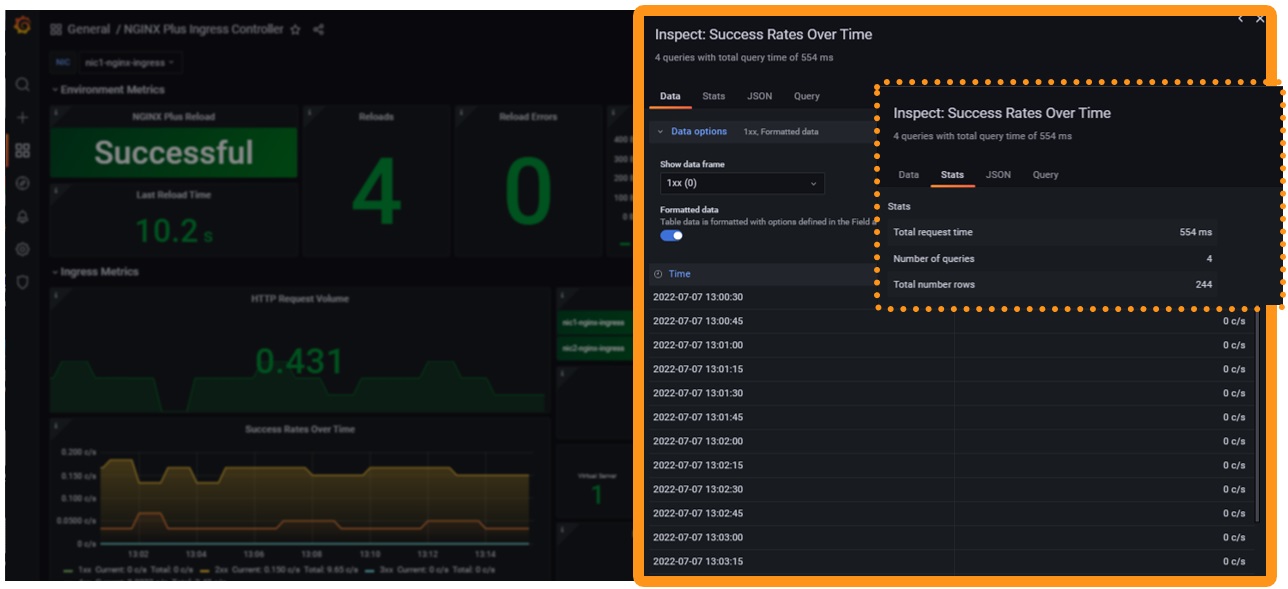 General / NGINX Plus Ingress Controller
NIC nic1-nginx-ingress
Environment Metrics
NGINX Plus Reload
Successful
Last Reload Time
10.2 s
Reloads
4
Reload Errors
0
Ingress Metrics
HTTP Request Volume
0.431
nic1-nginx-ingress
nic2-nginx-ingress
Virtual Server
1
Success Rates Over Time
0.200 c/s
0.150 c/s
0.100 c/s
0.0500 c/s
0 c/s
13:02 13:04 13:06 13:08 13:10 13:12 13:14
1xx Current: 0 c/s Total: 0 c/s 2xx Current: 0.150 c/s Total: 9.65 c/s 3xx Current: 0 c/s Total: 0 c/s
Inspect: Success Rates Over Time
4 queries with total query time of 554 ms
Data Stats JSON Query
Data options 1xx, Formatted data
Show data frame
1xx (0)
Formatted data
Table data is formatted with options defined in the Field
Time
2022-07-07 13:00:30
2022-07-07 13:00:45 0 c/s
2022-07-07 13:01:00 0 c/s
2022-07-07 13:01:15 0 c/s
2022-07-07 13:01:30 0 c/s
2022-07-07 13:01:45 0 c/s
2022-07-07 13:02:00 0 c/s
2022-07-07 13:02:15 0 c/s
2022-07-07 13:02:30 0 c/s
2022-07-07 13:02:45 0 c/s
2022-07-07 13:03:00 0 c/s
2022-07-07 13:03:15 0 c/s
Inspect: Success Rates Over Time
4 queries with total query time of 554 ms
Data Stats JSON Query
Stats
Total request time 554 ms
Number of queries 4
Total number rows 244